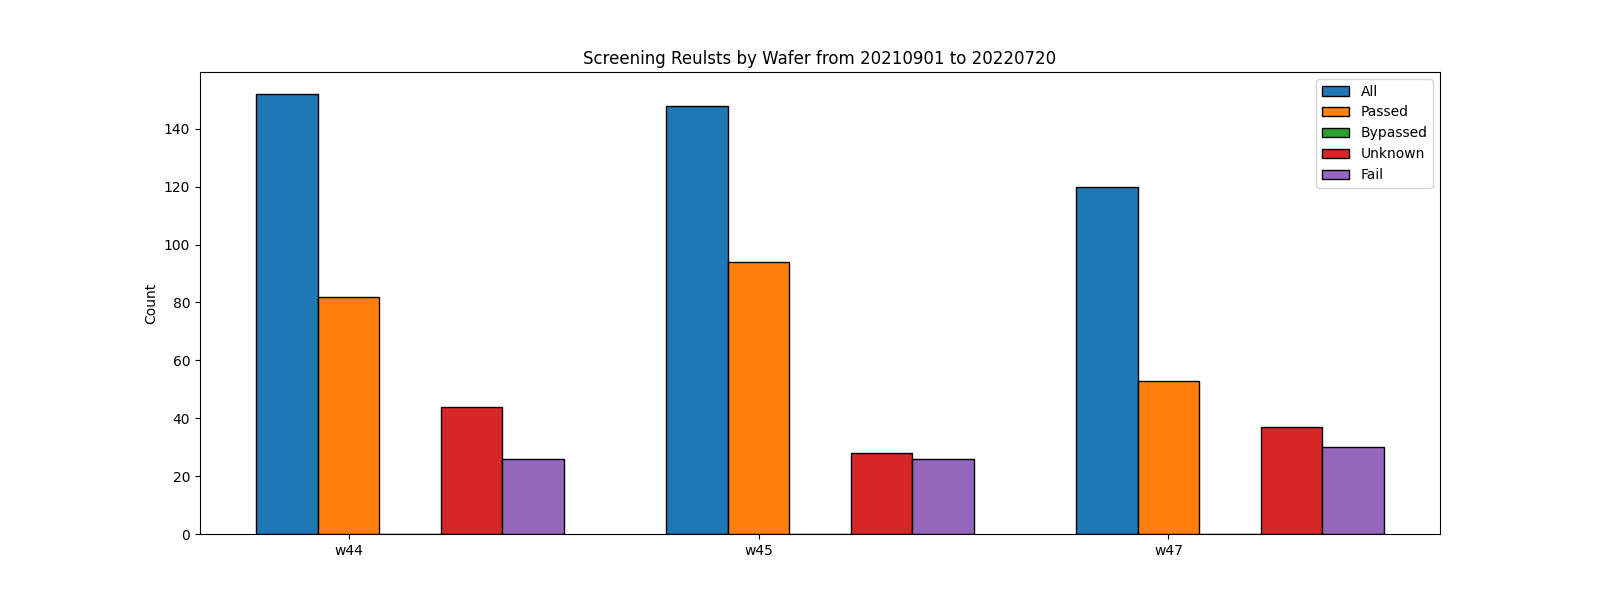 Screening Reulsts by Wafer from 20210901 to 20220720
All
Passed
Bypassed
Unknown
Fail
Count
140
120
100
80
60
40
20
0
w44
w45
w47